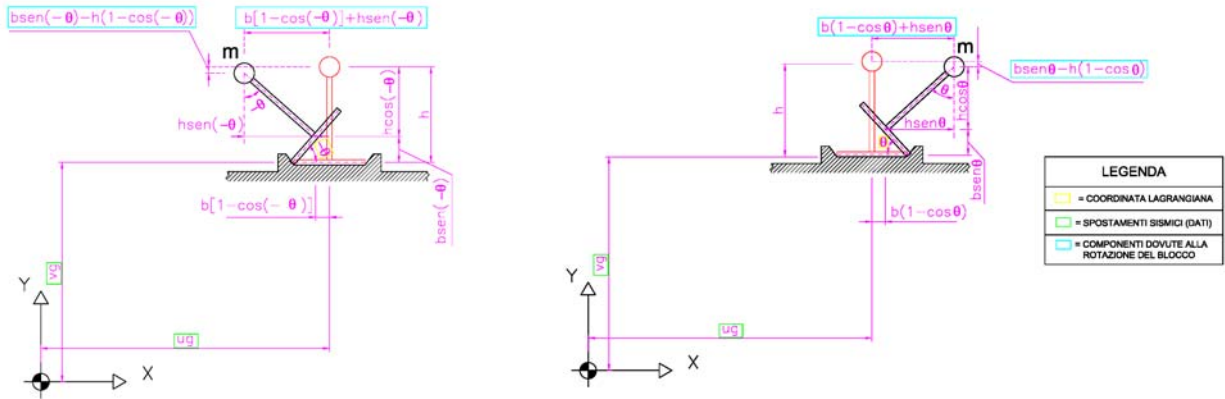 bsen(-θ)-h(1-cos(-θ))
b[1-cos(-θ)]+hsen(-θ)
m
-θ
hsen(-θ)
hcos(-θ)
h
-θ
b[1-cos(- θ)]
bsen(-θ)
vg
Y
ug
X
b(1-cosθ)+hsenθ
m
bsenθ-h(1-cosθ)
θ
h
hcosθ
hsenθ
θ
bsenθ
b(1-cosθ)
vg
Y
ug
X
LEGENDA
= COORDINATA LAGRANGIANA
= SPOSTAMENTI SISMICI (DATI)
= COMPONENTI DOVUTE ALLA
ROTAZIONE DEL BLOCCO